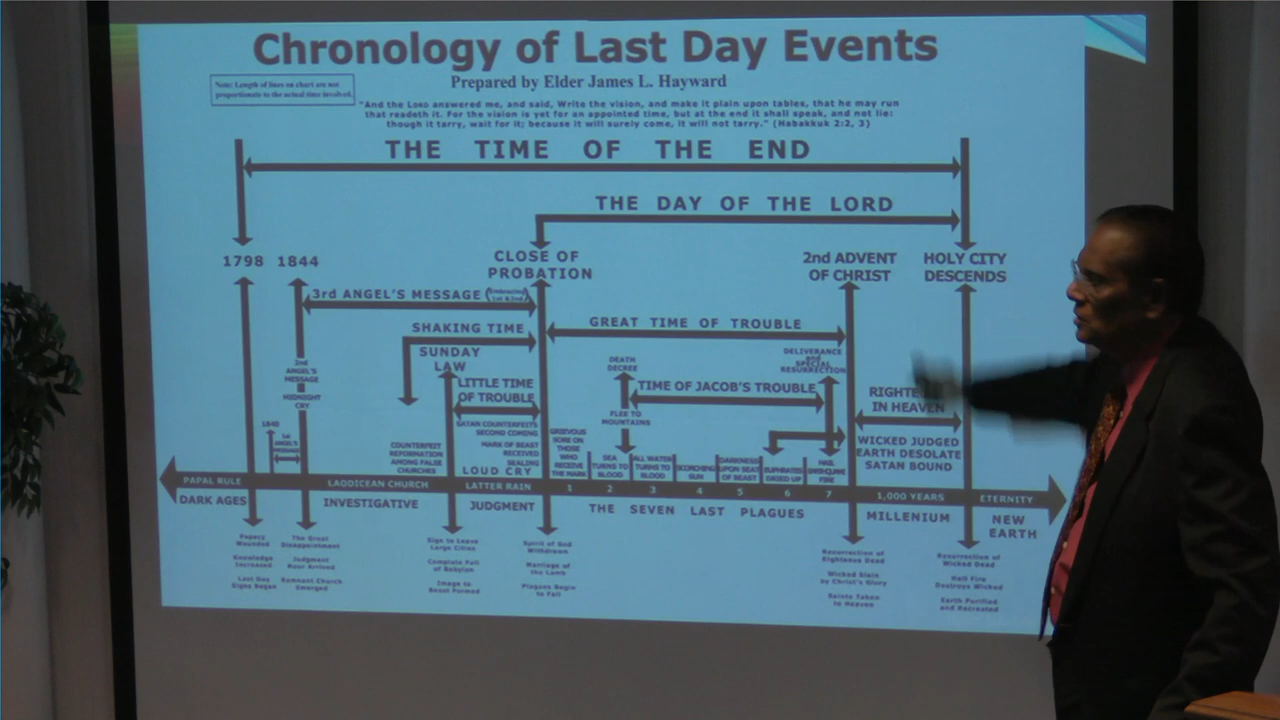 Chronology of Last Day Events
Prepared by Elder James L. Hayward
Note: Length of lines on chart are not
proportionate to the actual time involved.
"And the LORD answered me, and said, Write the vision, and make it plain upon tables, that he may run
that readeth it. For the vision is yet for an appointed time, but at the end it shall speak, and not lie:
though it tarry, wait for it; because it will surely come, it will not tarry." (Habakkuk 2:2, 3)
THE TIME OF THE END
THE DAY OF THE LORD
1798 1844
CLOSE OF
PROBATION
2nd ADVENT
OF CHRIST
HOLY CITY
DESCENDS
3rd ANGEL'S MESSAGE (Embracing
1st &2nd)
SHAKING TIME
GREAT TIME OF TROUBLE
SUNDAY
LAW
2nd
ANGEL'S
MESSAGE
MIDNIGHT
CRY
DEATH
DECREE
DELIVERANCE
and
SPECIAL
RESURRECTION
LITTLE TIME
OF TROUBLE
TIME OF JACOB'S TROUBLE
RIGHTE
IN HEAVEN
FLEE TO
MOUNTAINS
1840
1st
ANGEL'S
MESSAGE
COUNTERFEIT
REFORMATION
AMONG FALSE
CHURCHES
SATAN COUNTERFEITS
SECOND COMING
MARK OF BEAST
RECEIVED
SEALING
LOUD CRY
GRIEVOUS
SORE ON
THOSE
WHO
RECEIVE
THE MARK
SEA
TURNS TO
BLOOD
ALL WATER
TURNS TO
BLOOD
SCORCHING
SUN
DARKNESS
UPON SEAT
OF BEAST
EUPHRATES
DRIED UP
HAIL
EARTHQUAKE
FIRE
WICKED JUDGED
EARTH DESOLATE
SATAN BOUND
PAPAL RULE
LAODICEAN CHURCH
LATTER RAIN
1 2 3 4 5 6 7
1,000 YEARS
ETERNITY
DARK AGES
INVESTIGATIVE
JUDGMENT
THE SEVEN LAST PLAGUES
MILLENIUM
NEW
EARTH
Papacy
Wounded
Knowledge
Increased
Last Day
Signs Began
The Great
Disappointment
Judgment
Hour Arrived
Remnant Church
Emerged
Sign to Leave
Large Cities
Complete Fall
of Babylon
Image to
Beast Formed
Spirit of God
Withdrawn
Marriage of
the Lamb
Plagues Begin
to Fall
Resurrection of
Righteous Dead
Wicked Slain
by Christ's Glory
Saints Taken
to Heaven
Resurrection of
Wicked Dead
Hell Fire
Destroys Wicked
Earth Purified
and Recreated